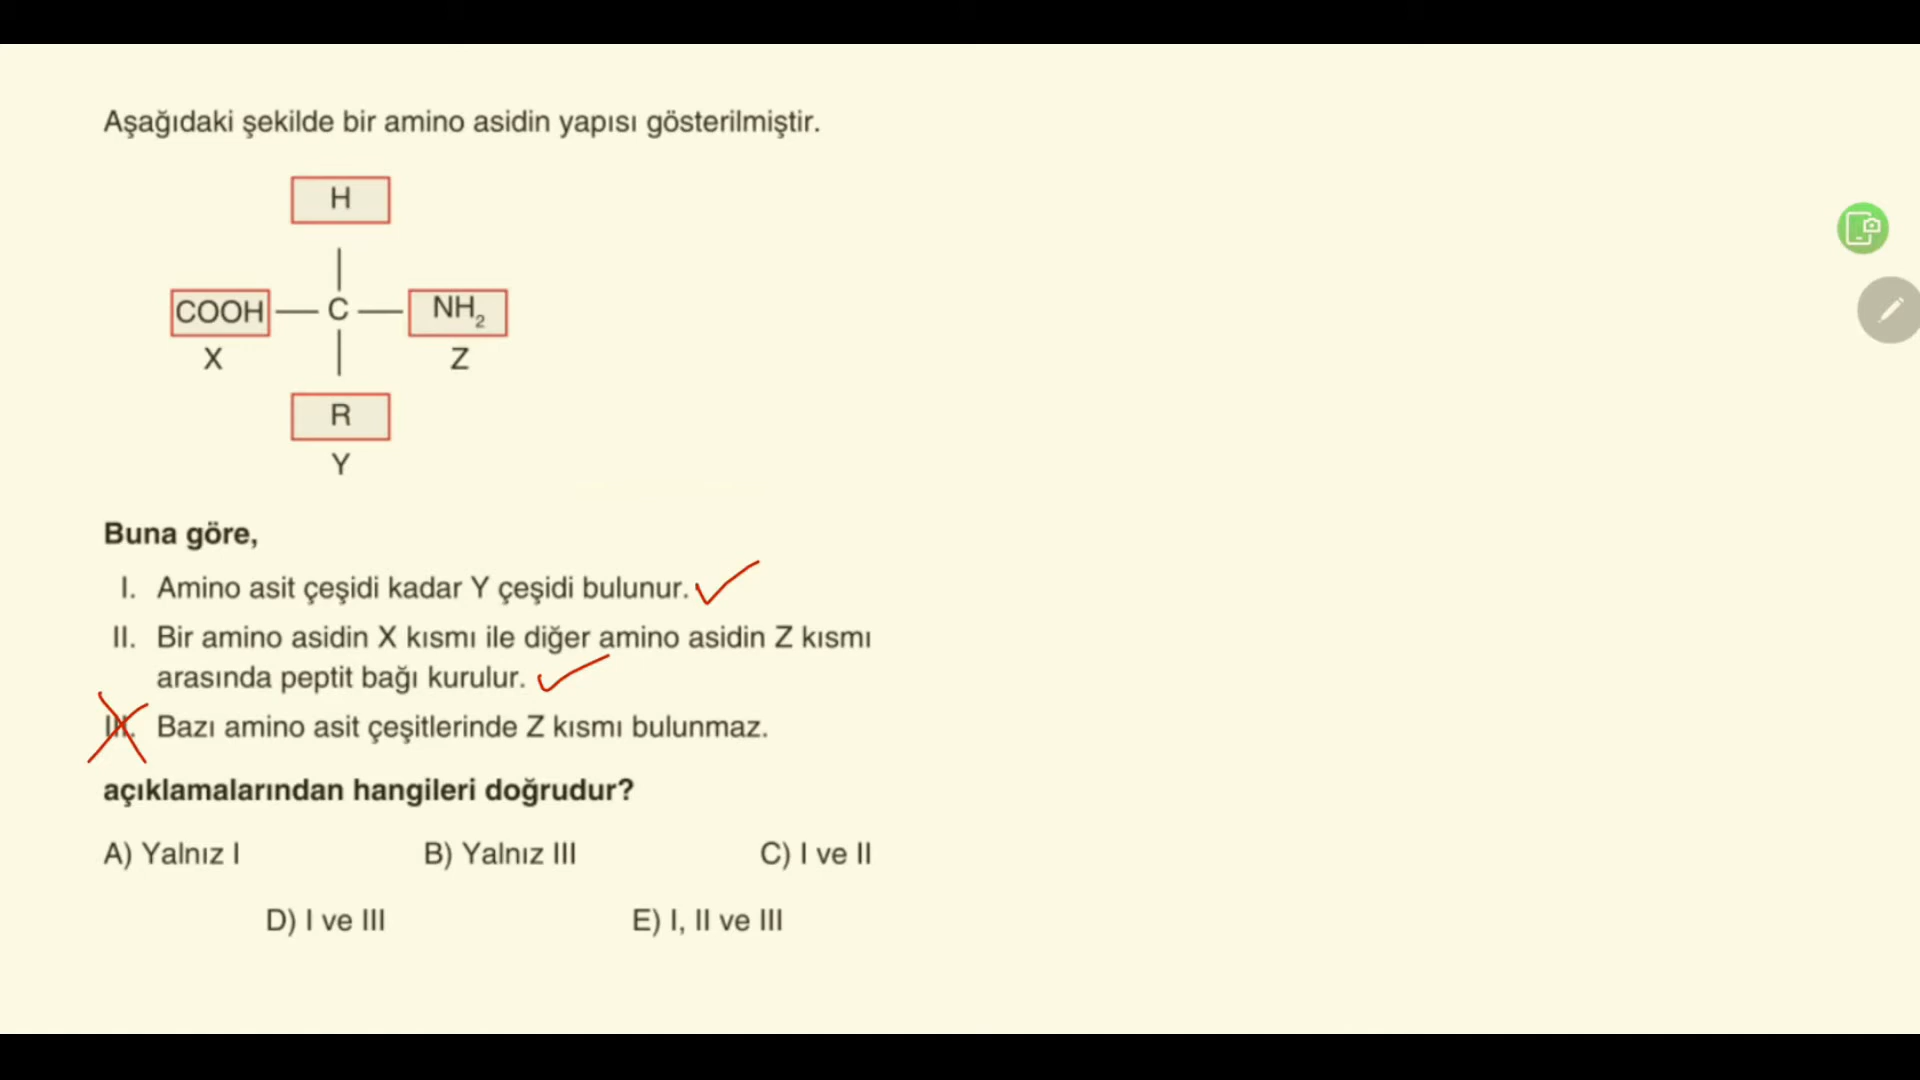 Aşağıdaki şekilde bir amino asidin yapısı gösterilmiştir.
H
COOH C NH₂
X Z
R
Y
Buna göre,
I. Amino asit çeşidi kadar Y çeşidi bulunur.
II. Bir amino asidin X kısmı ile diğer amino asidin Z kısmı
arasında peptit bağı kurulur.
III. Bazı amino asit çeşitlerinde Z kısmı bulunmaz.
açıklamalarından hangileri doğrudur?
A) Yalnız I B) Yalnız III C) I ve II
D) I ve III E) I, II ve III